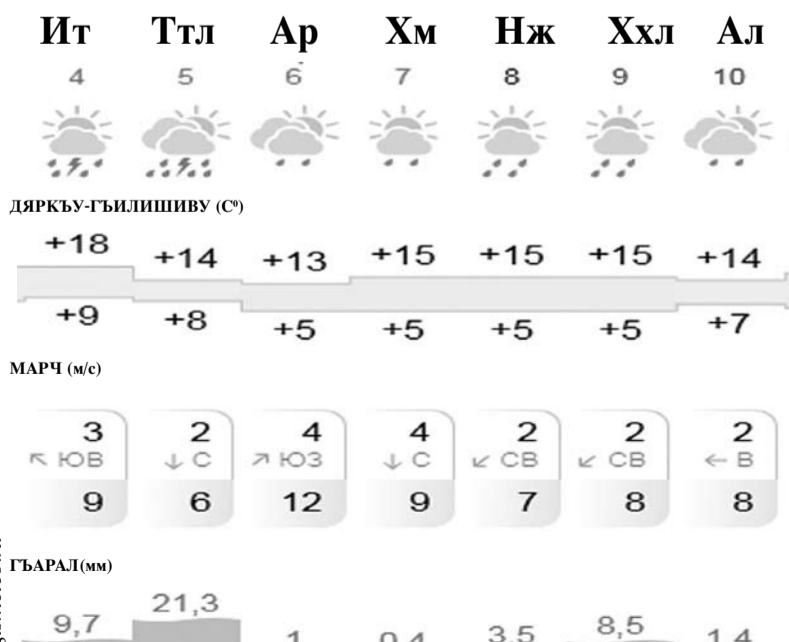 Ит Ттл Ар Хм Нж Ххл Ал
4 5 6 7 8 9 10
ДЯРКЪУ-ГЪИЛИШИВУ (С⁰)
+18 +14 +13 +15 +15 +15 +14
+9 +8 +5 +5 +5 +5 +7
МАРЧ (м/с)
3 2 4 4 2 2 2
ЮВ С ЮЗ С СВ СВ В
9 6 12 9 7 8 8
ГЪАРАЛ(мм)
9,7 21,3 1 0,4 3,5 8,5 1,4